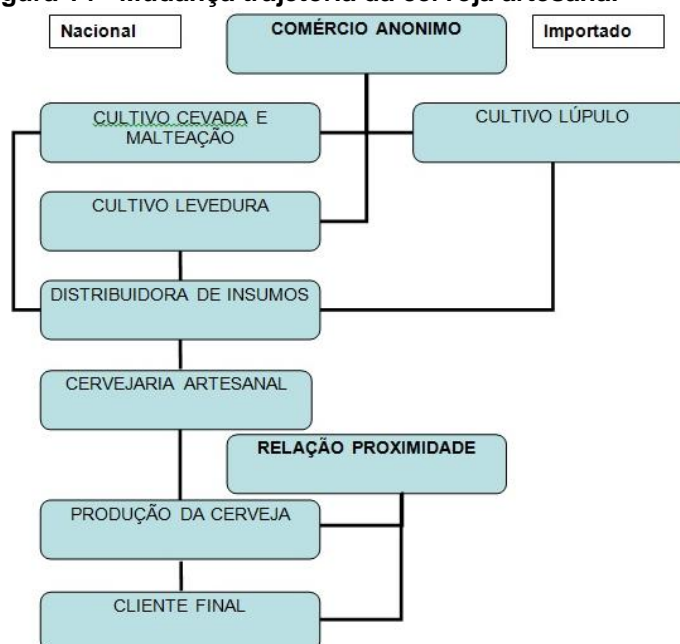 Nacional
COMÉRCIO ANONIMO
Importado
CULTIVO CEVADA E
MALTEAÇÃO
CULTIVO LÚPULO
CULTIVO LEVEDURA
DISTRIBUIDORA DE INSUMOS
CERVEJARIA ARTESANAL
RELAÇÃO PROXIMIDADE
PRODUÇÃO DA CERVEJA
CLIENTE FINAL